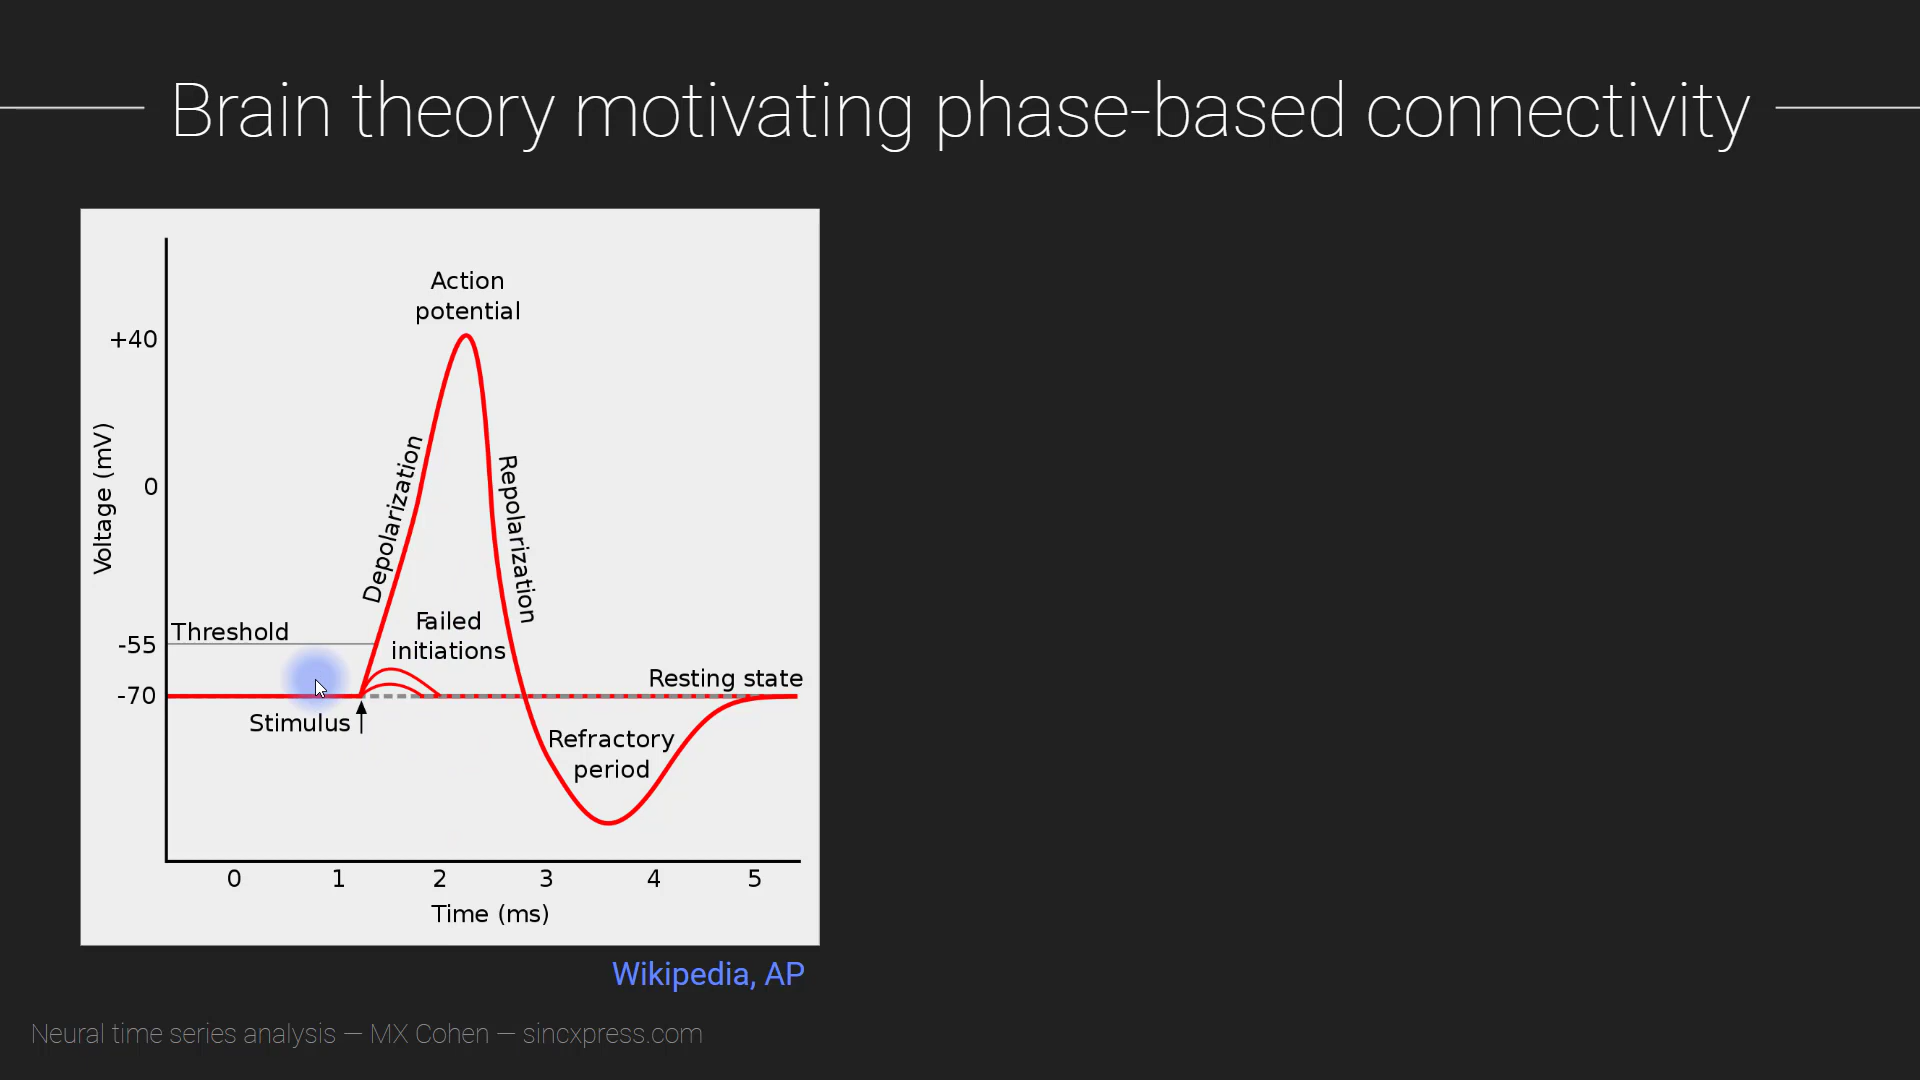 Brain theory motivating phase-based connectivity
Action
potential
+40
Voltage (mV)
0
Depolarization
Repolarization
Failed
initiations
Threshold
-55
-70
Resting state
Stimulus
Refractory
period
0 1 2 3 4 5
Time (ms)
Wikipedia, AP
Neural time series analysis — MX Cohen — sincxpress.com